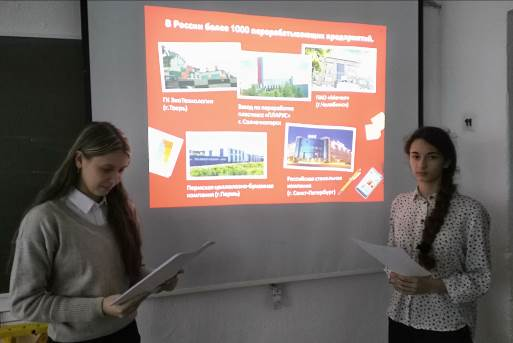 В России более 1000 перерабатывающих предприятий.
ГК ЭкоТехнологии
(г.Тверь)
Завод по переработке
пластмасс «ПЛАРУС»
г. Солнечногорск
ПАО «Мечел»
(г.Челябинск)
Пермская целлюлозно-бумажная
компания (г.Пермь)
Российская стекольная
компания
(г. Санкт-Петербург)